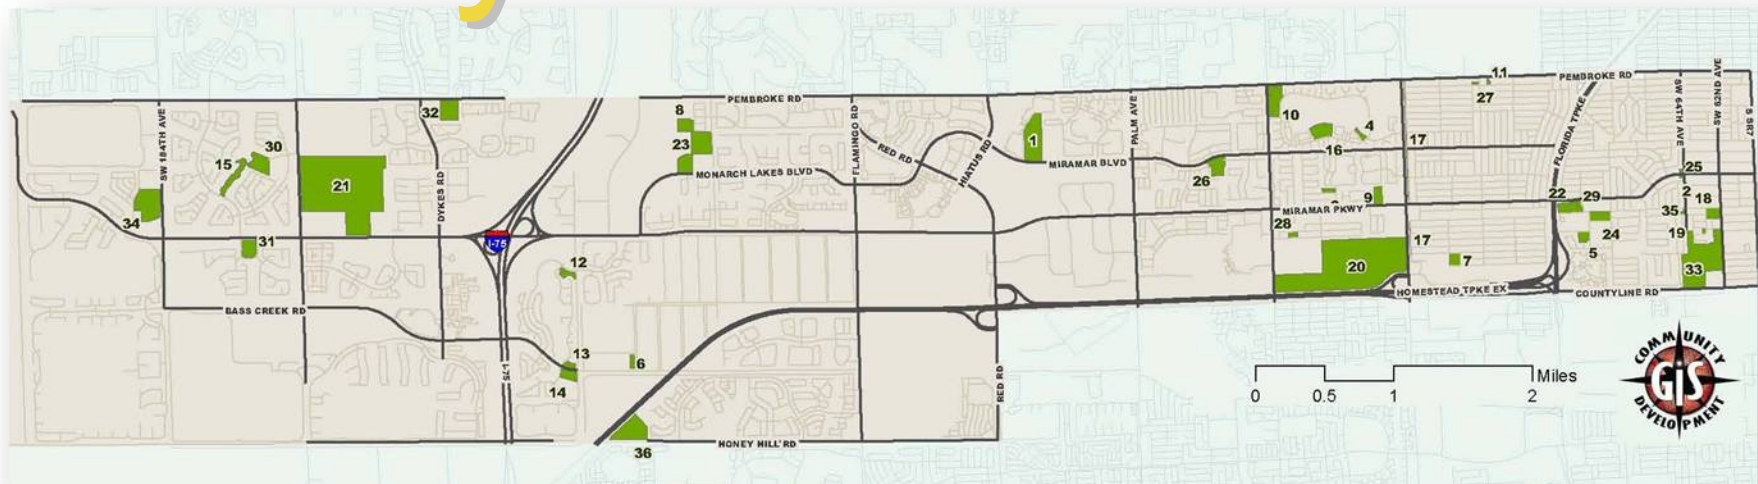 11
PEMBROKE RD
SW 62ND AVE
SW 64TH AVE
S SR7
27
FLORIDA TPKE
32
8
PEMBROKE RD
FLAMINGO RD
PALM AVE
10
4
SW 184TH AVE
30
15
21
23
RED RD
HIATUS RD
1
MIRAMAR BLVD
16
17
DYKES RD
MONARCH LAKES BLVD
26
25
34
31
I-75
9
MIRAMAR PKWY
28
22
29
2
18
35
24
19
5
17
7
20
33
12
HOMESTEAD TPKE EX
COUNTYLINE RD
BASS CREEK RD
13
6
14
I-75
RED RD
HONEY HILL RD
36
0
0.5
1
2
Miles
COMMUNITY
GIS
DEVELOPMENT